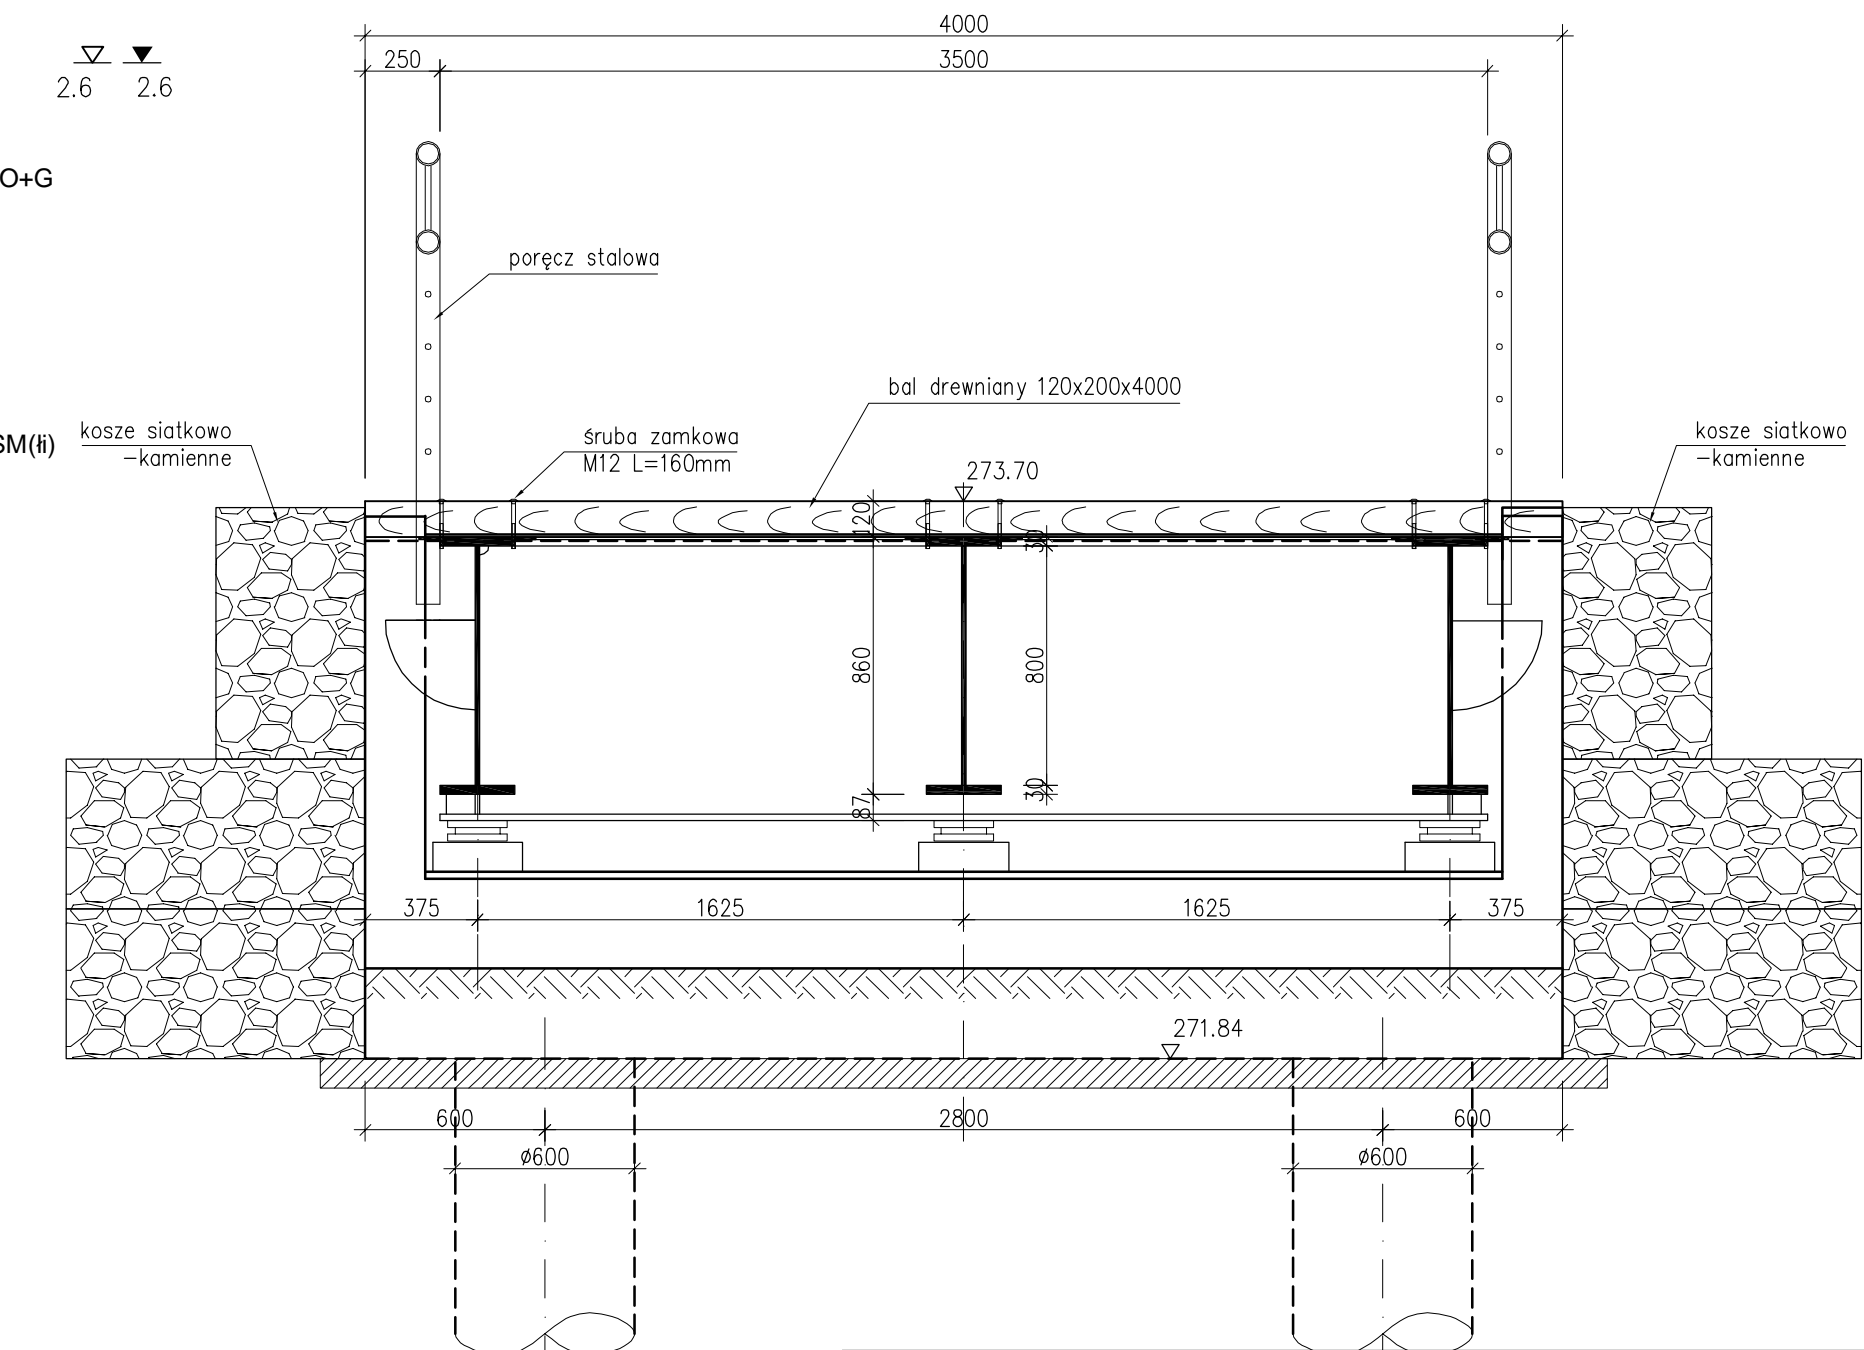 4000
250
3500
2.6
2.6
O+G
poręcz stalowa
bal drewniany 120x200x4000
SM(łi)
kosze siatkowo
-kamienne
śruba zamkowa
M12 L=160mm
273.70
kosze siatkowo
-kamienne
120
30
860
800
87
30
375
1625
1625
375
271.84
600
2800
600
ø600
ø600